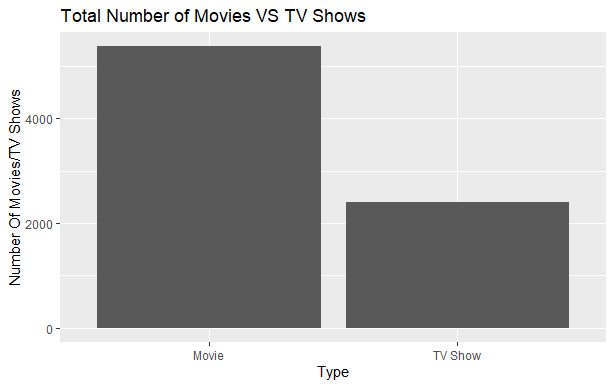 Total Number of Movies VS TV Shows
Number Of Movies/TV Shows
4000
2000
0
Movie
TV Show
Type